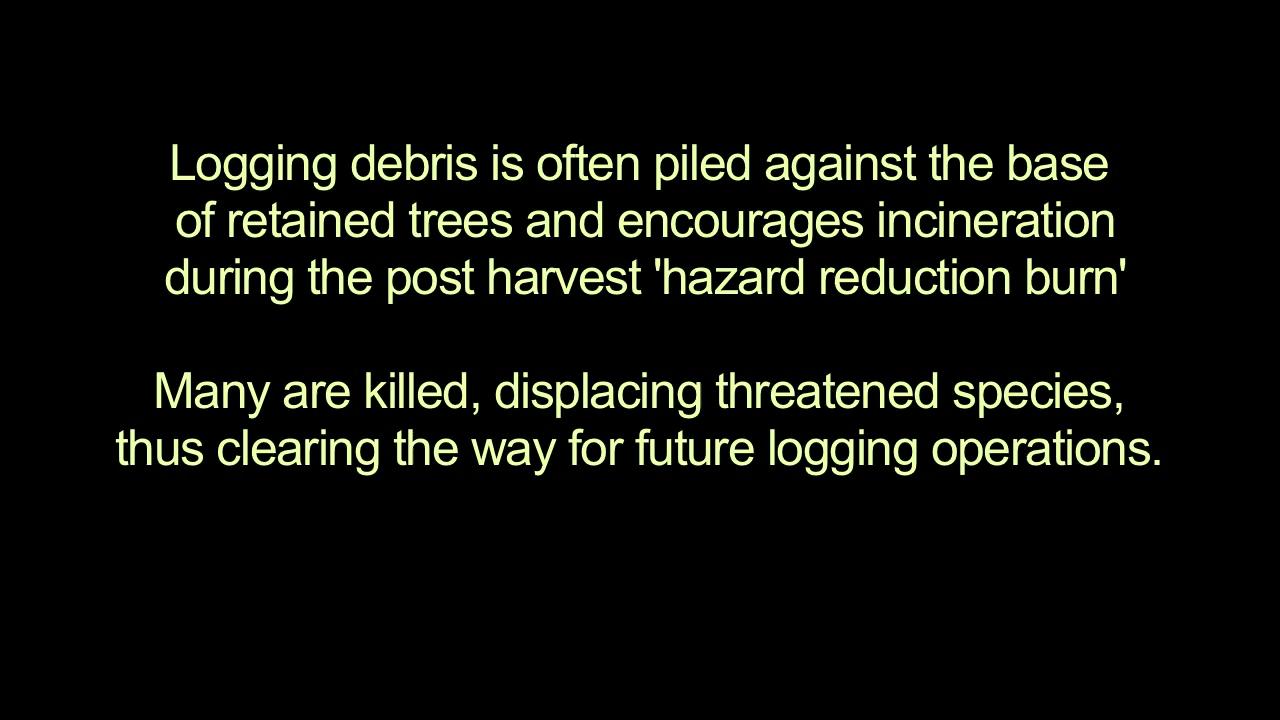 Logging debris is often piled against the base
of retained trees and encourages incineration
during the post harvest 'hazard reduction burn'
Many are killed, displacing threatened species,
thus clearing the way for future logging operations.